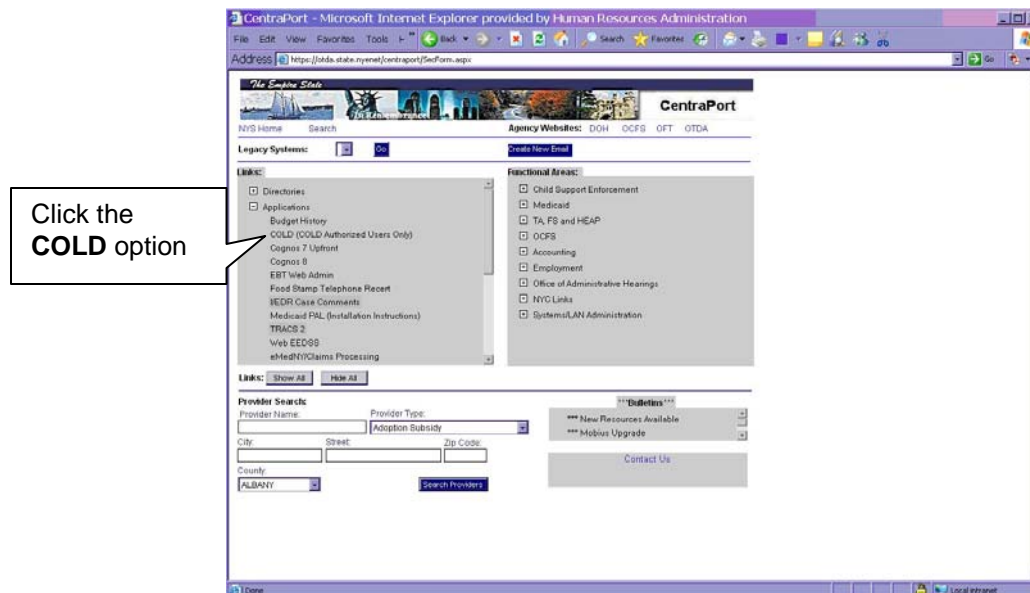 CentraPort - Microsoft Internet Explorer provided by Human Resources Administration
File Edit View Favorites Tools
Back Search Favorites
Address https://otda.state.nyenet/centraport/SecForm.aspx Go
The Empire State
CentraPort
NYS Home Search Agency Websites: DOH OCFS OFT OTDA
Legacy Systems: Go Create New Email
Links: Functional Areas:
Directories
Applications
Budget History
COLD (COLD Authorized Users Only)
Cognos 7 Upfront
Cognos 8
EBT Web Admin
Food Stamp Telephone Recert
I/EDR Case Comments
Medicaid PAL (Installation Instructions)
TRACS 2
Web EEDSS
eMedNY/Claims Processing
Child Support Enforcement
Medicaid
TA, FS and HEAP
OCFS
Accounting
Employment
Office of Administrative Hearings
NYC Links
Systems/LAN Administration
Click the
COLD option
Links: Show All Hide All
Provider Search:
Provider Name: Provider Type:
Adoption Subsidy
City: Street: Zip Code:
County:
ALBANY Search Providers
***Bulletins***
*** New Resources Available
*** Mobius Upgrade
Contact Us
Done Local intranet